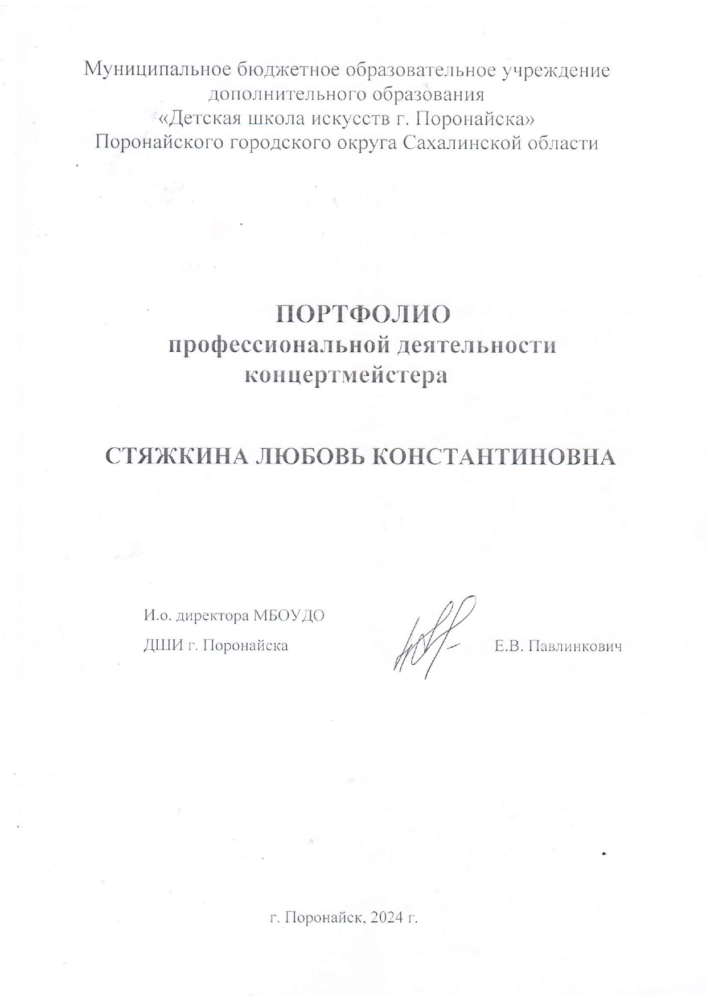 Муниципальное бюджетное образовательное учреждение
дополнительного образования
«Детская школа искусств г. Поронайска»
Поронайского городского округа Сахалинской области
ПОРТФОЛИО
профессиональной деятельности
концертмейстера
СТЯЖКИНА ЛЮБОВЬ КОНСТАНТИНОВНА
И.о. директора МБОУДО
ДШИ г. Поронайска Е.В. Павлинкович
г. Поронайск, 2024 г.